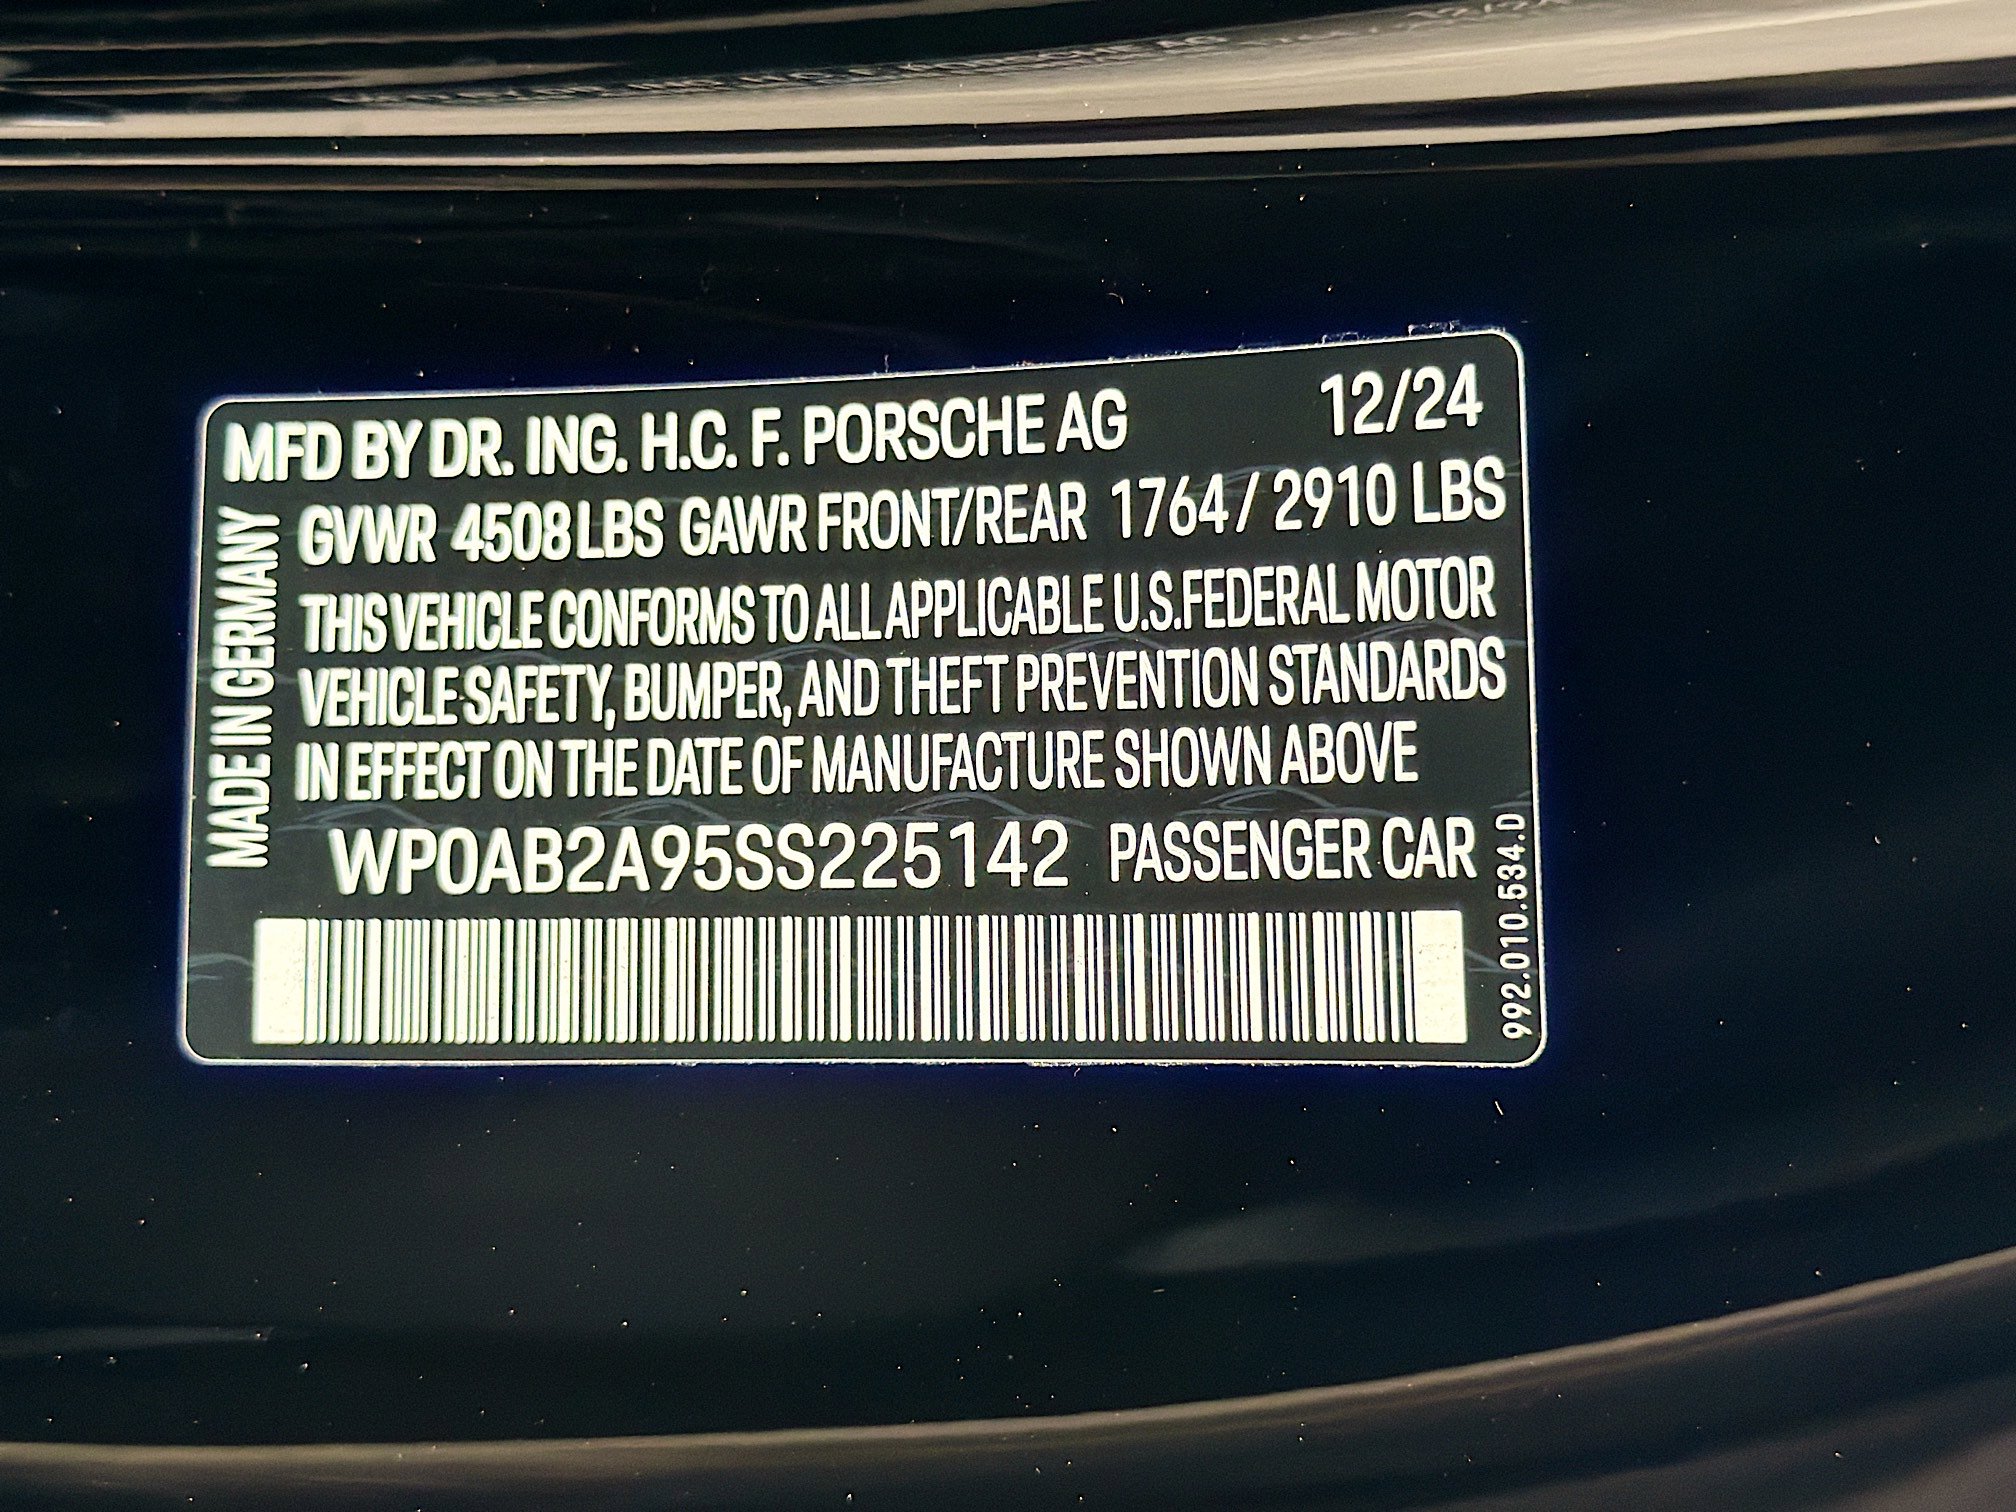 MFD BY DR. ING. H.C. F. PORSCHE AG 12/24
GVWR 4508 LBS GAWR FRONT/REAR 1764 / 2910 LBS
THIS VEHICLE CONFORMS TO ALL APPLICABLE U.S. FEDERAL MOTOR
VEHICLE SAFETY, BUMPER, AND THEFT PREVENTION STANDARDS
IN EFFECT ON THE DATE OF MANUFACTURE SHOWN ABOVE
WP0AB2A95SS225142 PASSENGER CAR
MADE IN GERMANY
992.010.534.D